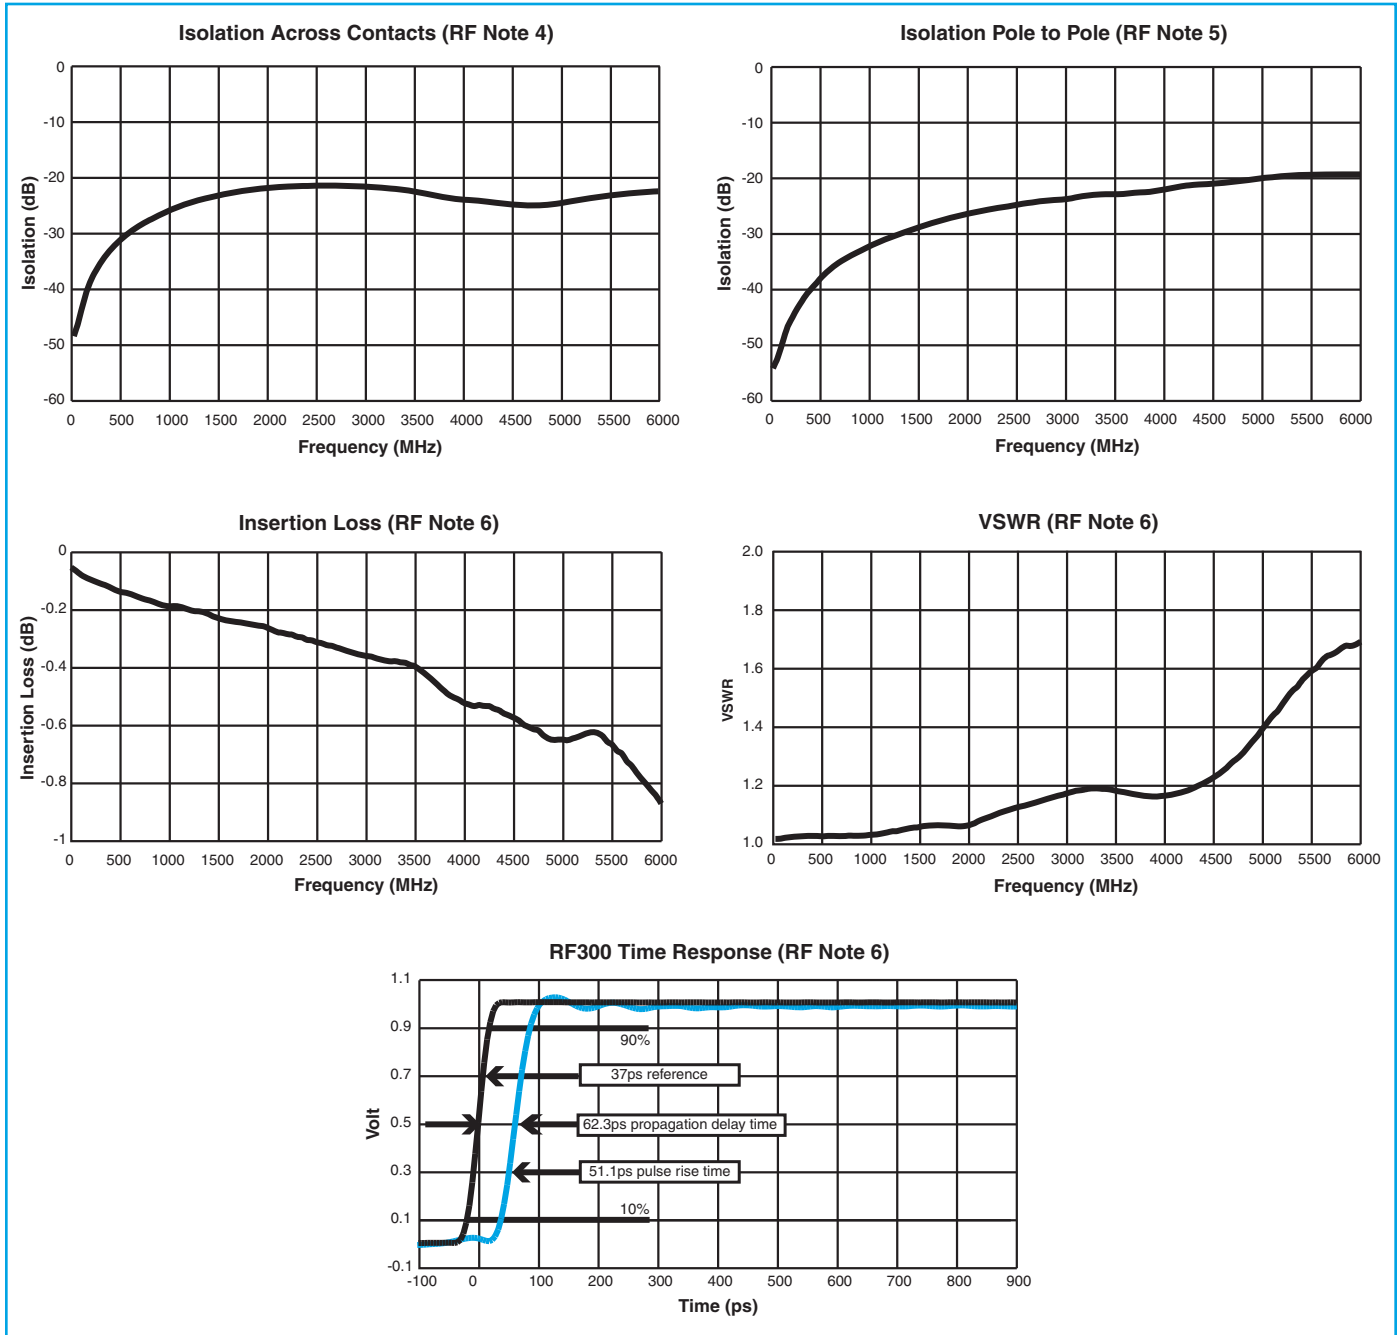 Isolation Across Contacts (RF Note 4)
0
-10
-20
-30
-40
-50
-60
Isolation (dB)
0 500 1000 1500 2000 2500 3000 3500 4000 4500 5000 5500 6000
Frequency (MHz)
Isolation Pole to Pole (RF Note 5)
0
-10
-20
-30
-40
-50
-60
Isolation (dB)
0 500 1000 1500 2000 2500 3000 3500 4000 4500 5000 5500 6000
Frequency (MHz)
Insertion Loss (RF Note 6)
0
-0.2
-0.4
-0.6
-0.8
-1
Insertion Loss (dB)
0 500 1000 1500 2000 2500 3000 3500 4000 4500 5000 5500 6000
Frequency (MHz)
VSWR (RF Note 6)
2.0
1.8
1.6
1.4
1.2
1.0
VSWR
0 500 1000 1500 2000 2500 3000 3500 4000 4500 5000 5500 6000
Frequency (MHz)
RF300 Time Response (RF Note 6)
1.1
0.9
0.7
0.5
0.3
0.1
-0.1
Volt
90%
37ps reference
62.3ps propagation delay time
51.1ps pulse rise time
10%
-100 0 100 200 300 400 500 600 700 800 900
Time (ps)